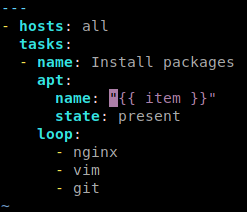 ---
- hosts: all
  tasks:
  - name: Install packages
    apt:
      name: "{{ item }}"
      state: present
    loop:
      - nginx
      - vim
      - git
~